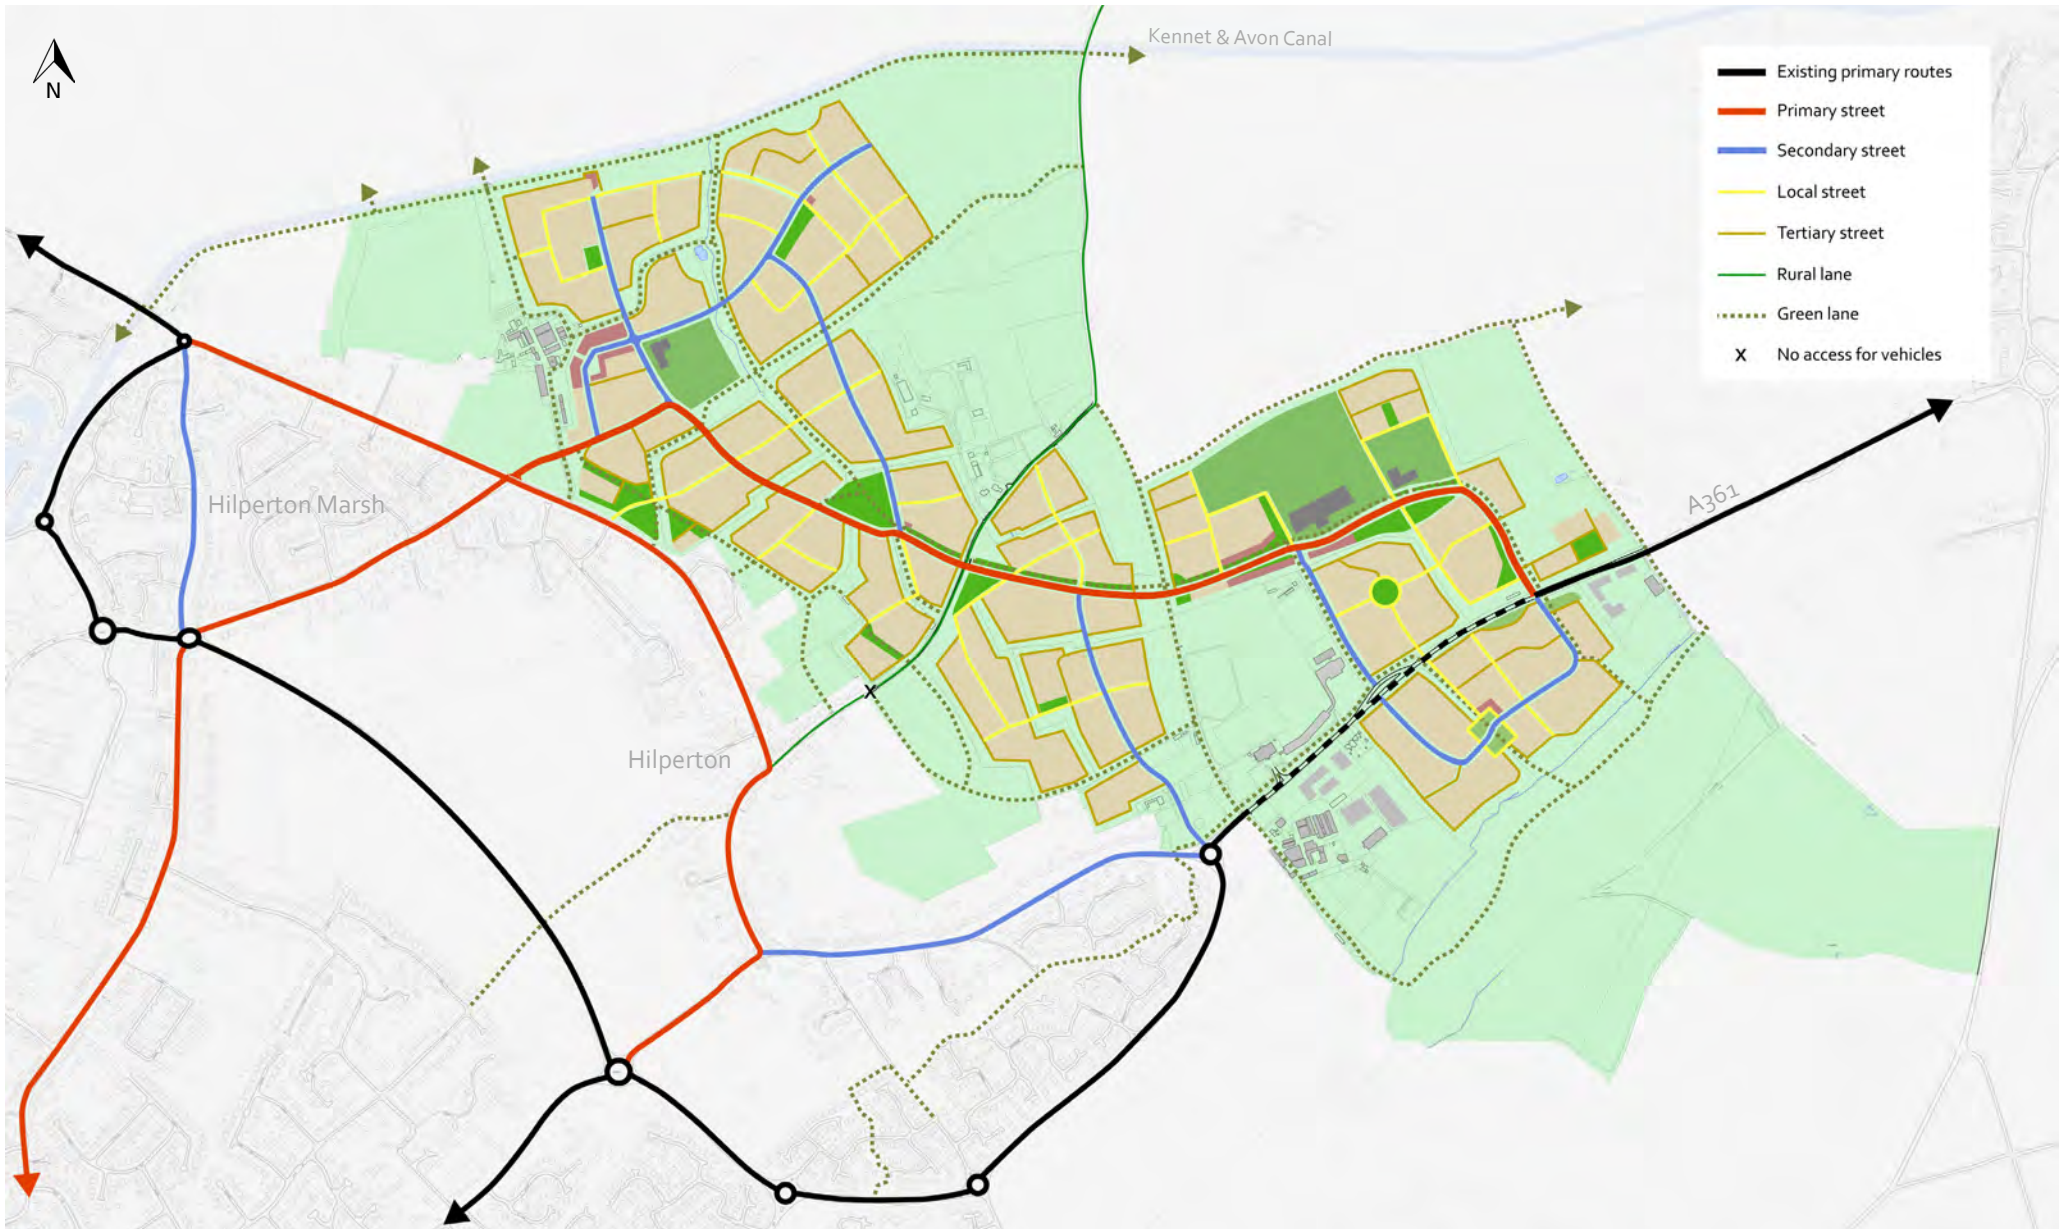 Kennet & Avon Canal
N
Existing primary routes
Primary street
Secondary street
Local street
Tertiary street
Rural lane
Green lane
x No access for vehicles
A361
Hilperton Marsh
x
Hilperton